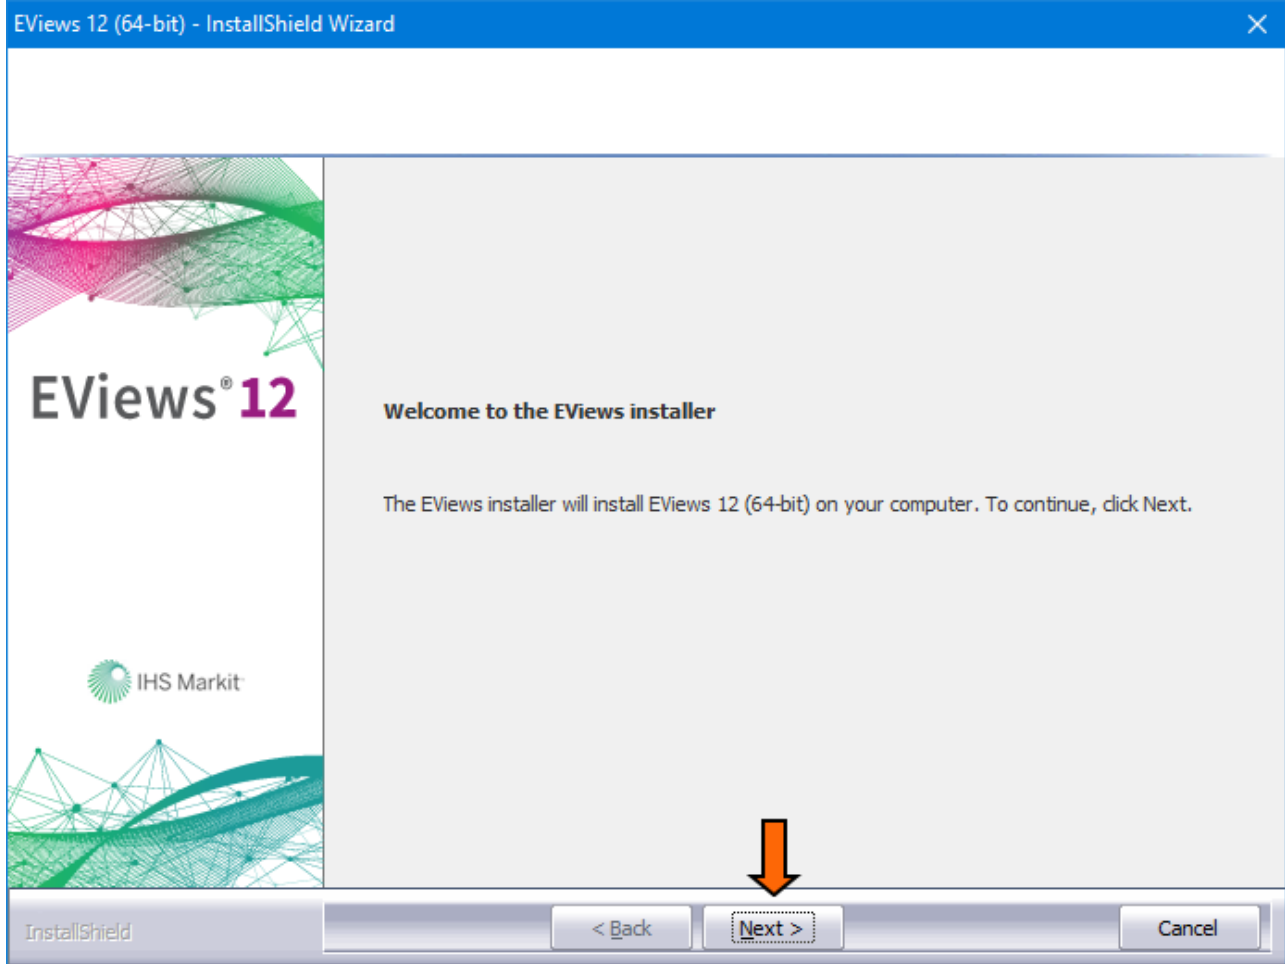 EViews 12 (64-bit) - InstallShield Wizard
EViews®12
Welcome to the EViews installer
The EViews installer will install EViews 12 (64-bit) on your computer. To continue, click Next.
IHS Markit
InstallShield
< Back
Next >
Cancel